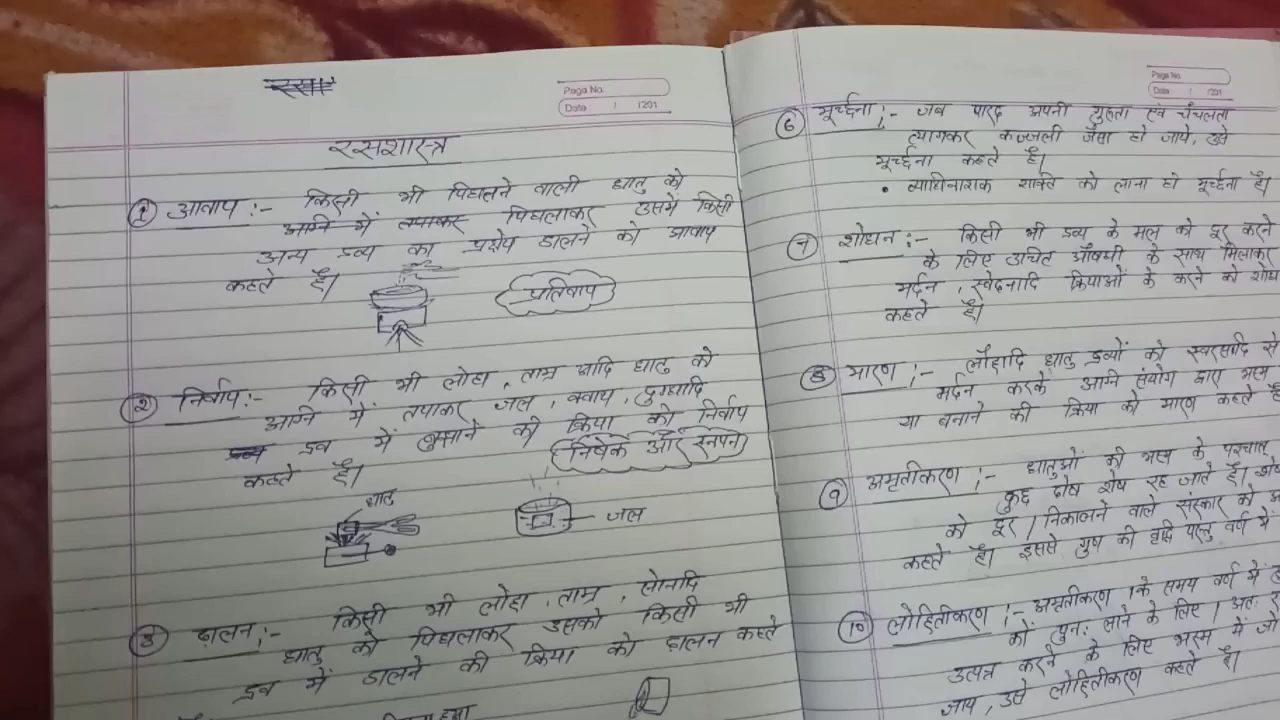 रसशास्त्र
Page No.
Date : / /201
① आवाप :- किसी भी पिघलने वाली धातु को
अग्नि में तपाकर पिघलाकर उसमें किसी
अन्य द्रव्य का प्रक्षेप डालने को आवाप
कहते हैं।
प्रतिवाप
② निर्वाप:- किसी भी लोहा, ताम्र आदि धातु को
अग्नि में तपाकर जल, क्वाथ, दुग्धादि
द्रव में बुझाने की क्रिया को निर्वाप
कहते हैं।
निषेक और स्नपन
धातु
जल
③ ढालन:- किसी भी लोहा, ताम्र, सोनदि
धातु को पिघलाकर उसको किसी भी
द्रव में डालने की क्रिया को ढालन कहते
Page No.
Date : / /201
⑥ मूर्च्छना:- जब पारद अपनी गुरुता एवं चंचलता
त्यागकर कज्जली जैसा हो जाये, उसे
मूर्च्छना कहते हैं।
• व्याधिनाशक शक्ति को लाना ही मूर्च्छना है।
⑦ शोधन:- किसी भी द्रव्य के मल को दूर करने
के लिए उचित औषधी के साथ मिलाकर
मर्दन, स्वेदनादि क्रियाओं के करने को शोध
कहते हैं।
⑧ मारण:- लौहादि धातु द्रव्यों को स्वरसादि से
मर्दन करके अग्नि संयोग द्वारा भस्म
या बनाने की क्रिया को मारण कहते हैं
⑨ अमृतीकरण:- धातुओं की भस्म के पश्चात्
कुछ दोष शेष रह जाते हैं।
को दूर / निकालने वाले संस्कार को अ
कहते हैं। इससे गुण की वृद्धि परन्तु वर्ण में
⑩ लोहितीकरण:- अमृतीकरण के समय वर्ण में
को पुनः लाने के लिए / अतः
उत्पन्न करने के लिए भस्म में जो
जाय, उसे लोहितीकरण कहते हैं।